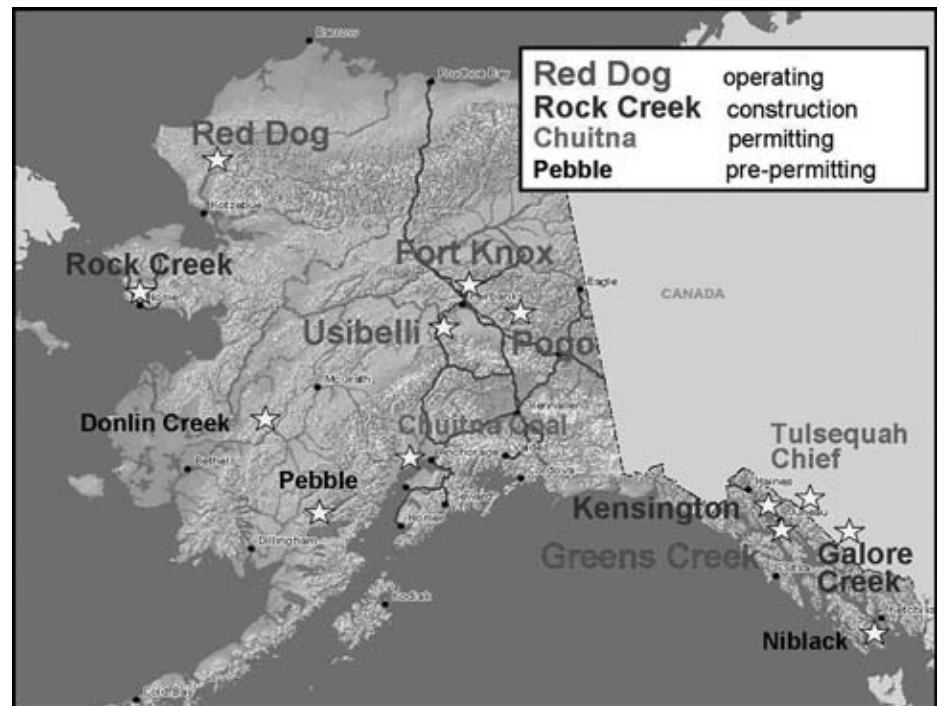 Barrow
Prudhoe Bay
Red Dog operating
Rock Creek construction
Chuitna permitting
Pebble pre-permitting
Red Dog
Kotzebue
Rock Creek
Nome
Fort Knox
Eagle
CANADA
Usibelli
Pogo
McGrath
Donlin Creek
Chuitna Coal
Bethel
Cordova
Pebble
Homer
Dillingham
Kodiak
Cold Bay
Tulsequah
Chief
Haines
Kensington
Greens Creek
Galore
Creek
Sitka
Niblack